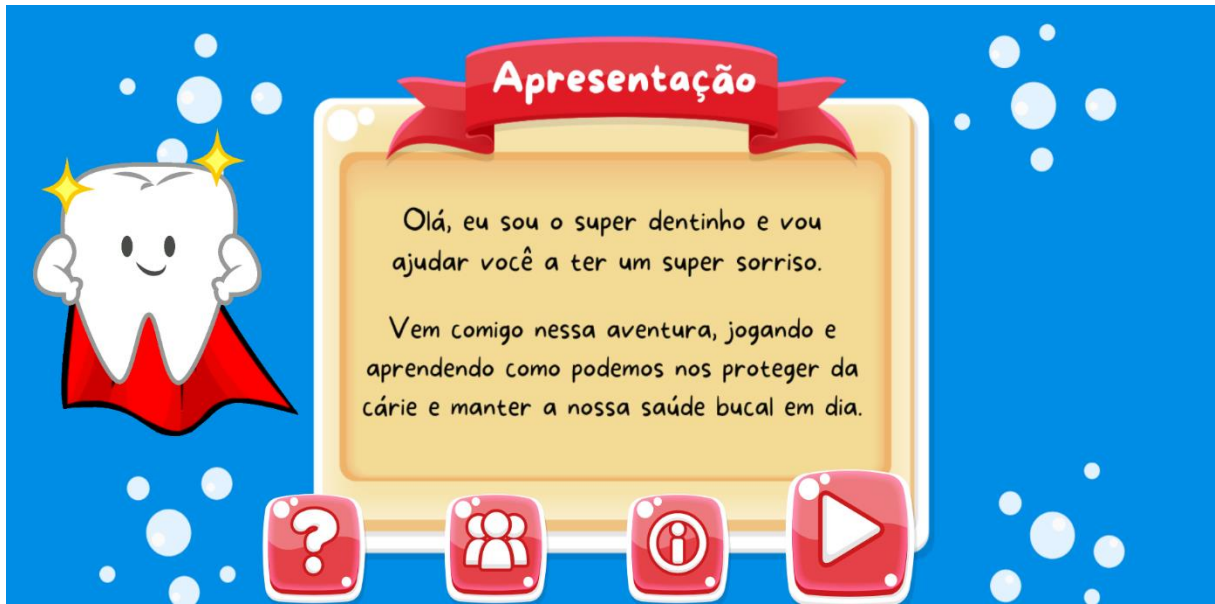 Apresentação
Olá, eu sou o super dentinho e vou
ajudar você a ter um super sorriso.
Vem comigo nessa aventura, jogando e
aprendendo como podemos nos proteger da
cárie e manter a nossa saúde bucal em dia.
?
i